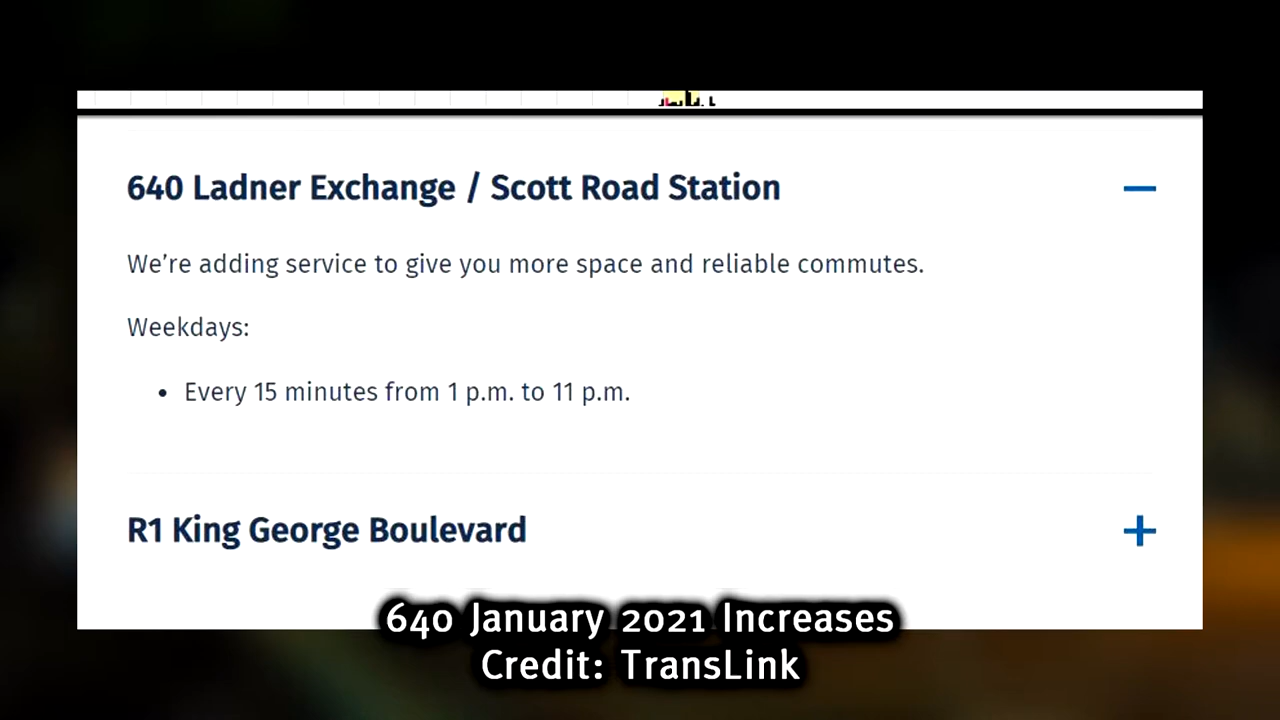 640 Ladner Exchange / Scott Road Station
We’re adding service to give you more space and reliable commutes.
Weekdays:
• Every 15 minutes from 1 p.m. to 11 p.m.
R1 King George Boulevard
640 January 2021 Increases
Credit: TransLink